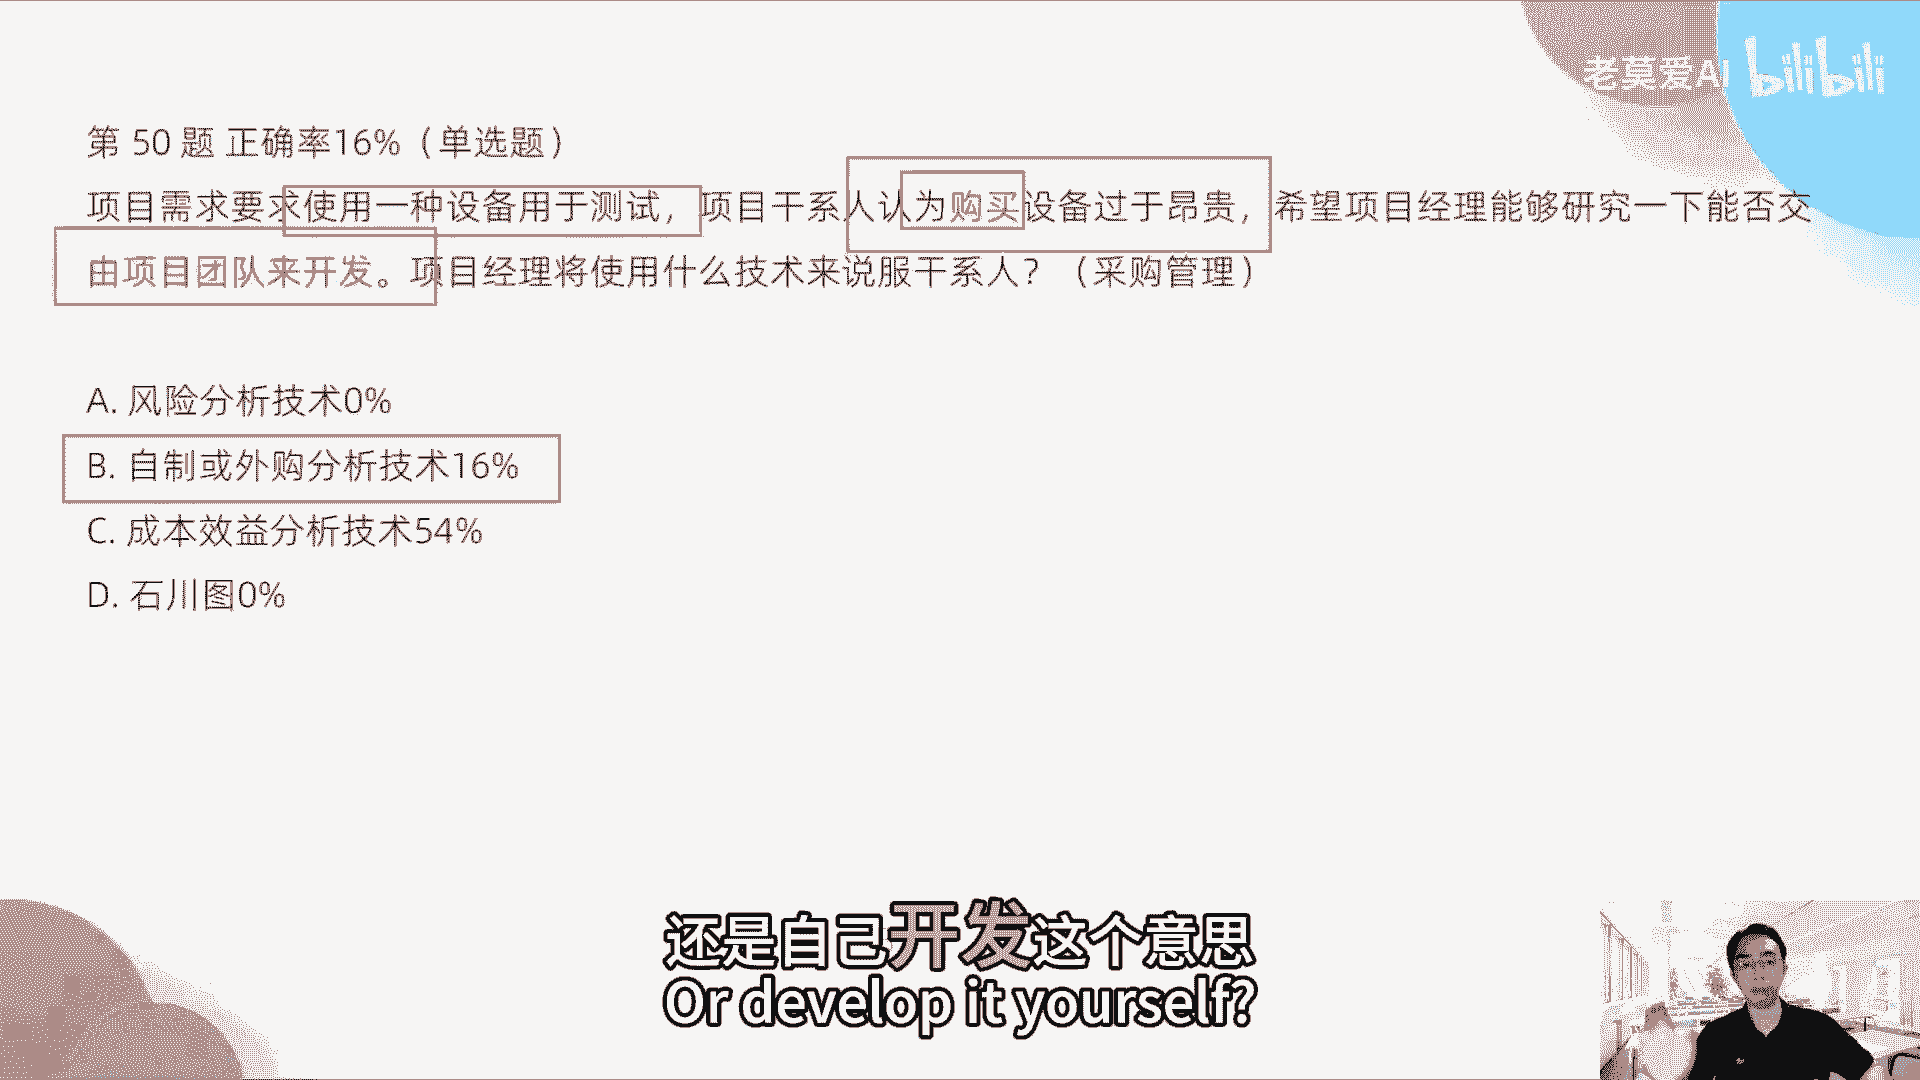 老莫爱AI bilibili
第 50 题 正确率16%（单选题）
项目需求要求使用一种设备用于测试，项目干系人认为购买设备过于昂贵，希望项目经理能够研究一下能否交
由项目团队来开发。项目经理将使用什么技术来说服干系人？（采购管理）
A. 风险分析技术0%
B. 自制或外购分析技术16%
C. 成本效益分析技术54%
D. 石川图0%
还是自己开发这个意思
Or develop it yourself?